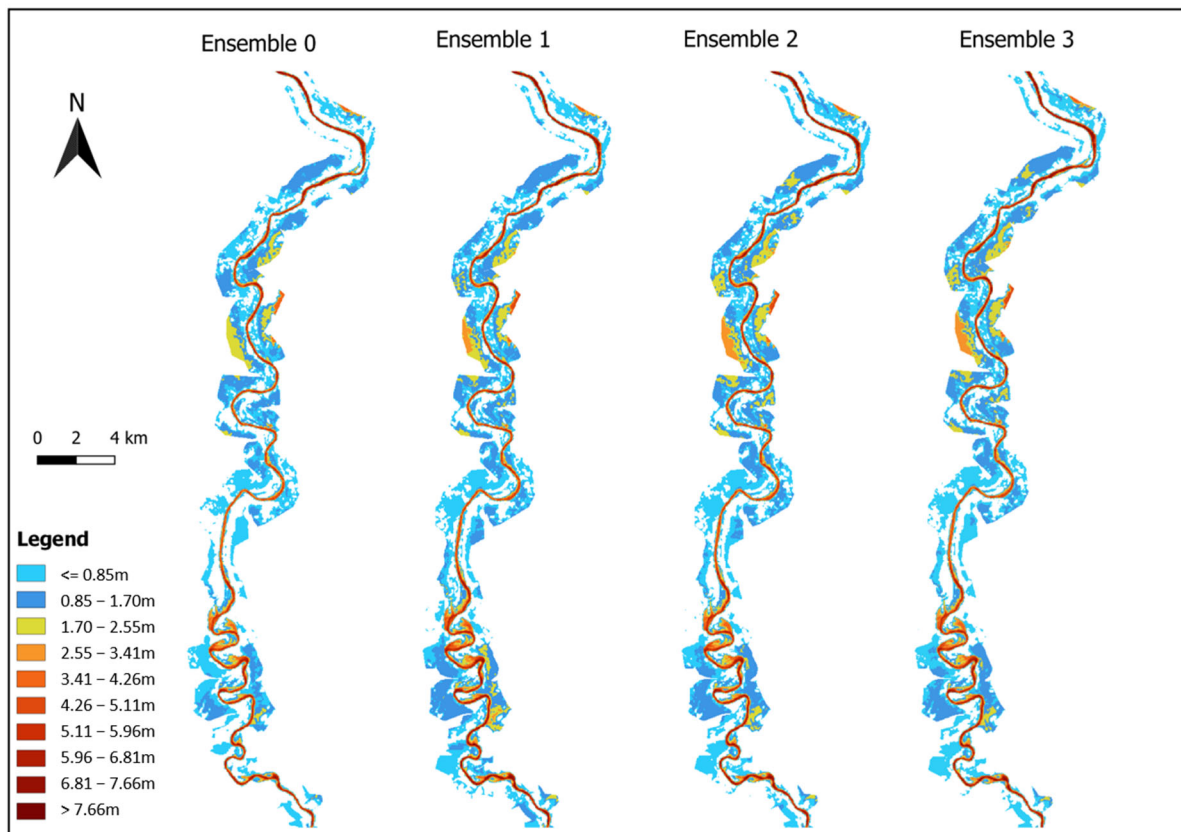 Ensemble 0 Ensemble 1 Ensemble 2 Ensemble 3
N
0 2 4 km
Legend
<= 0.85m
0.85 – 1.70m
1.70 – 2.55m
2.55 – 3.41m
3.41 – 4.26m
4.26 – 5.11m
5.11 – 5.96m
5.96 – 6.81m
6.81 – 7.66m
> 7.66m